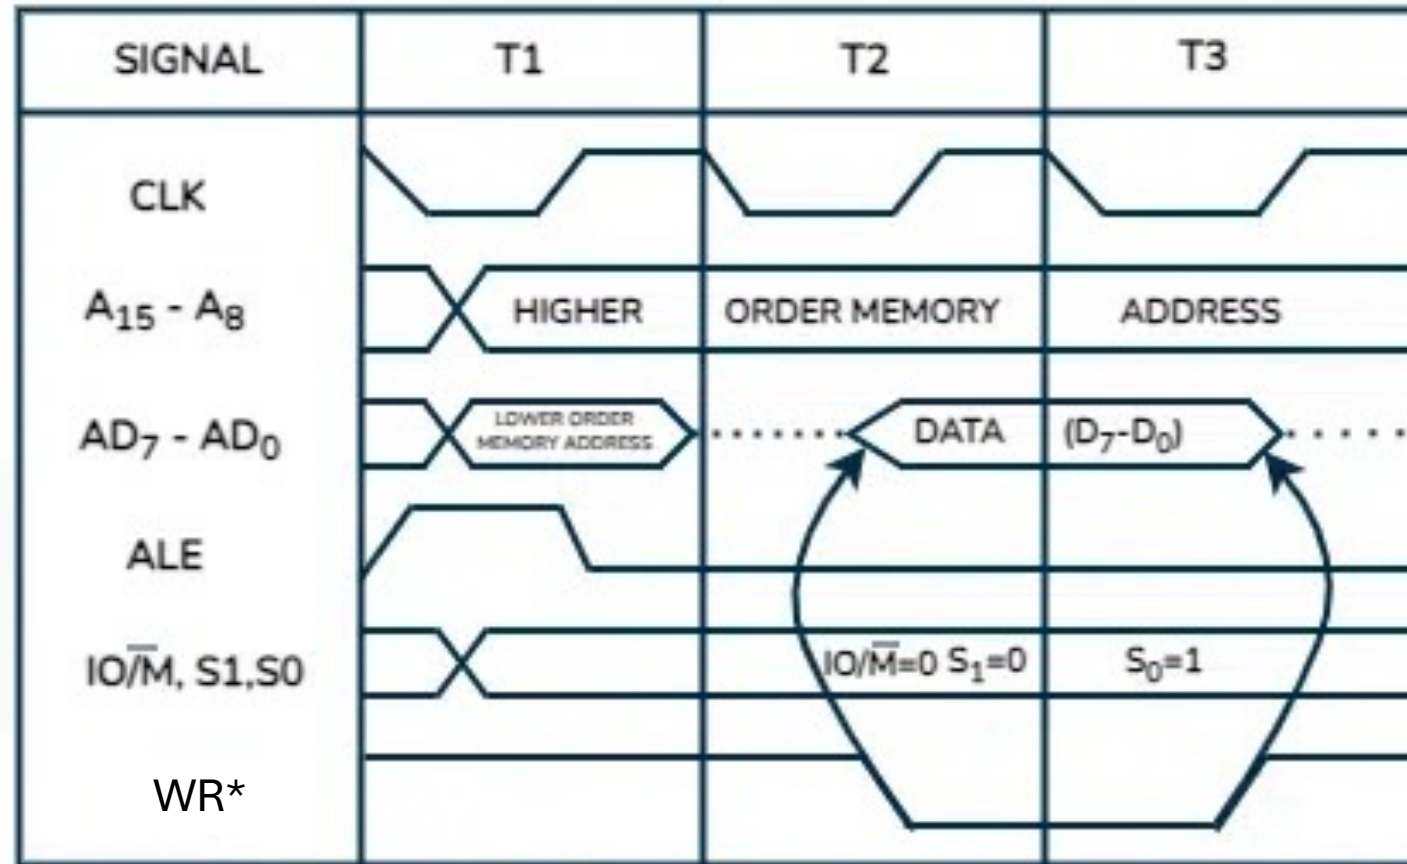 SIGNAL T1 T2 T3
CLK
A₁₅ - A₈ HIGHER ORDER MEMORY ADDRESS
AD₇ - AD₀ LOWER ORDER
MEMORY ADDRESS DATA (D₇-D₀)
ALE
IO/M̅, S1,S0 IO/M̅=0 S₁=0 S₀=1
WR*